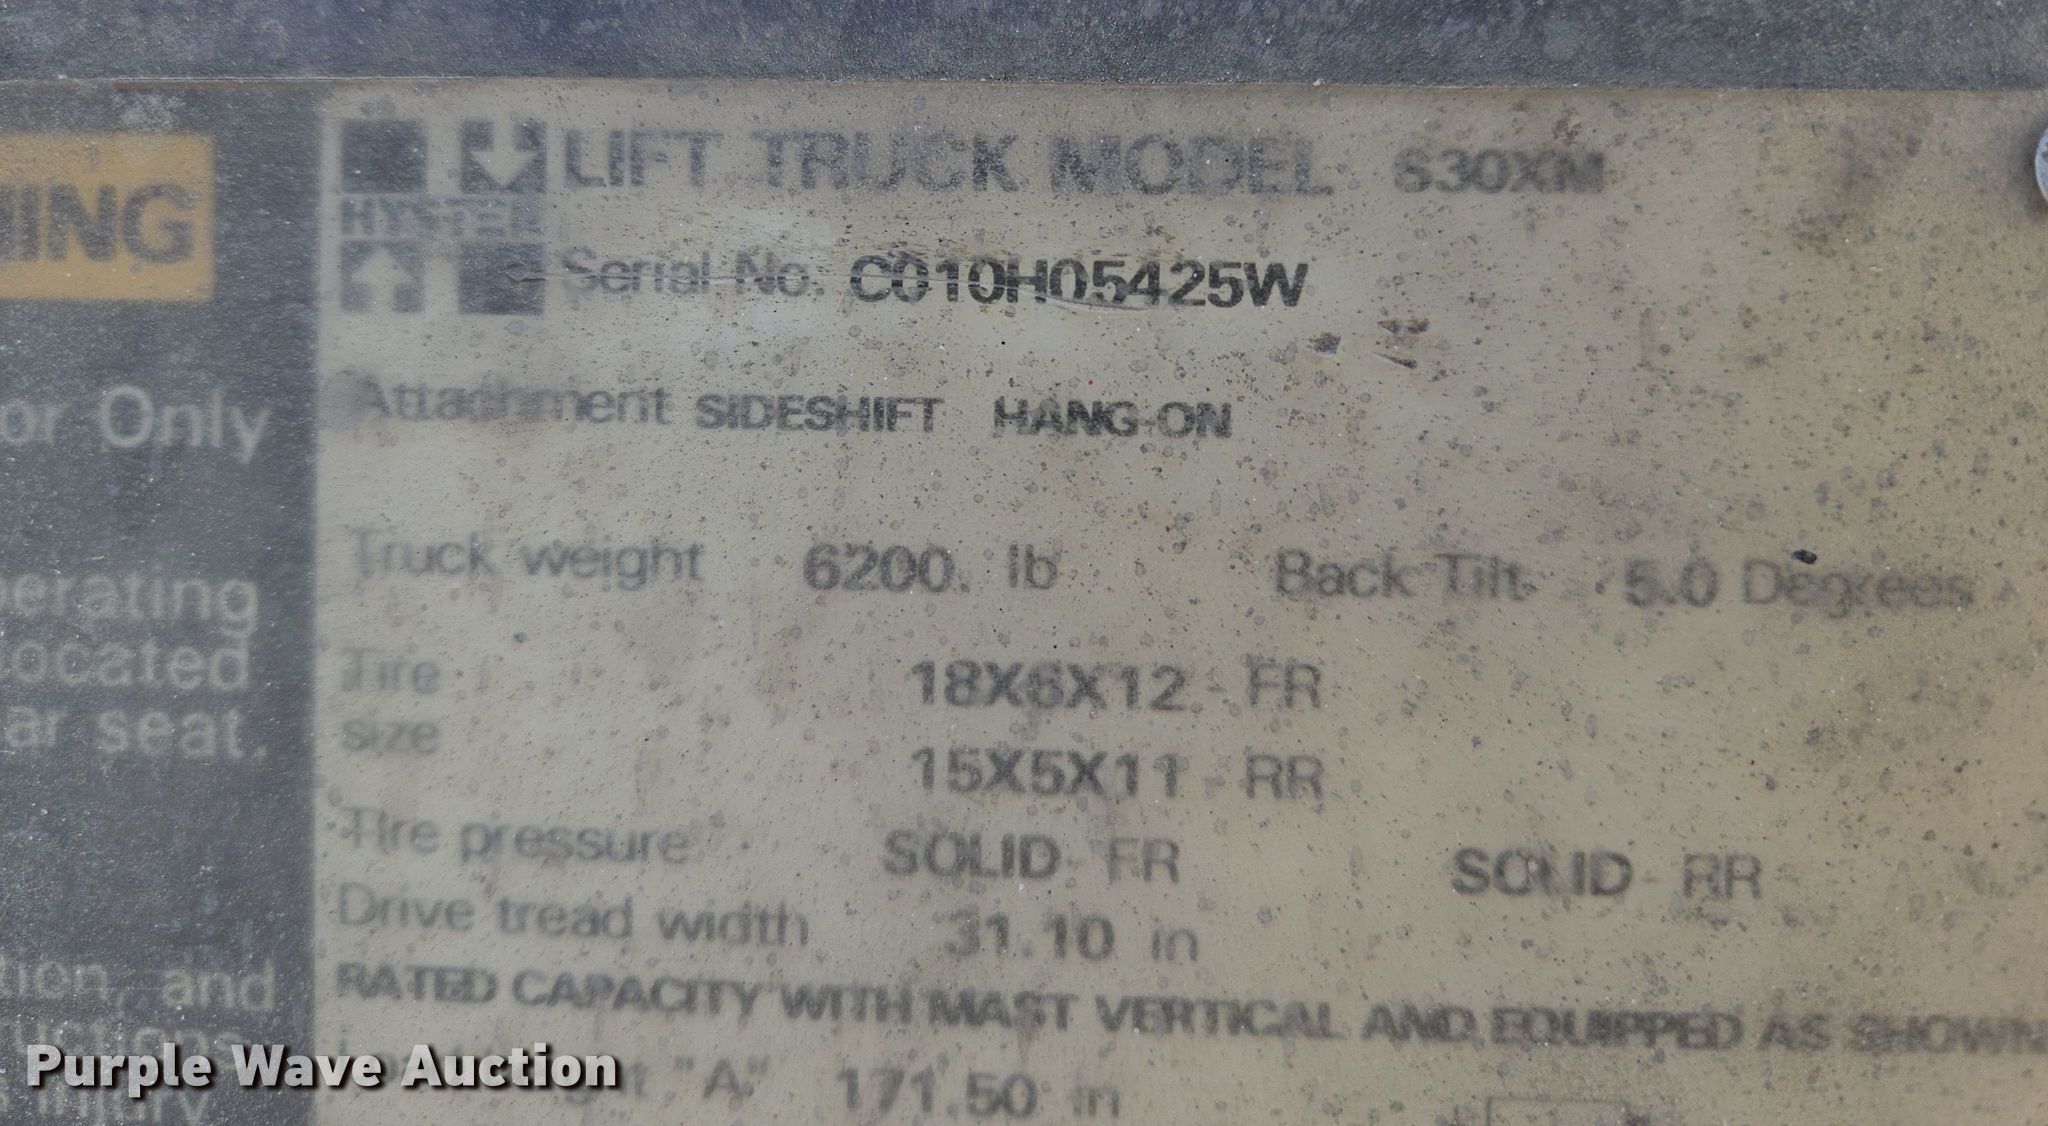 LIFT TRUCK MODEL S30XM
HYSTER
Serial No. C010H05425W
NING
Attachment SIDESHIFT HANG-ON
or Only
Truck weight 6200. lb Back Tilt 5.0 Degrees
perating
Tire 18X6X12 - FR
ocated
size
ar seat.
15X5X11 - RR
Tire pressure SOLID - FR SOLID - RR
Drive tread width 31.10 in
tion, and
RATED CAPACITY WITH MAST VERTICAL AND EQUIPPED AS SHOWN
"A" 171.50 in
injury
Purple Wave Auction